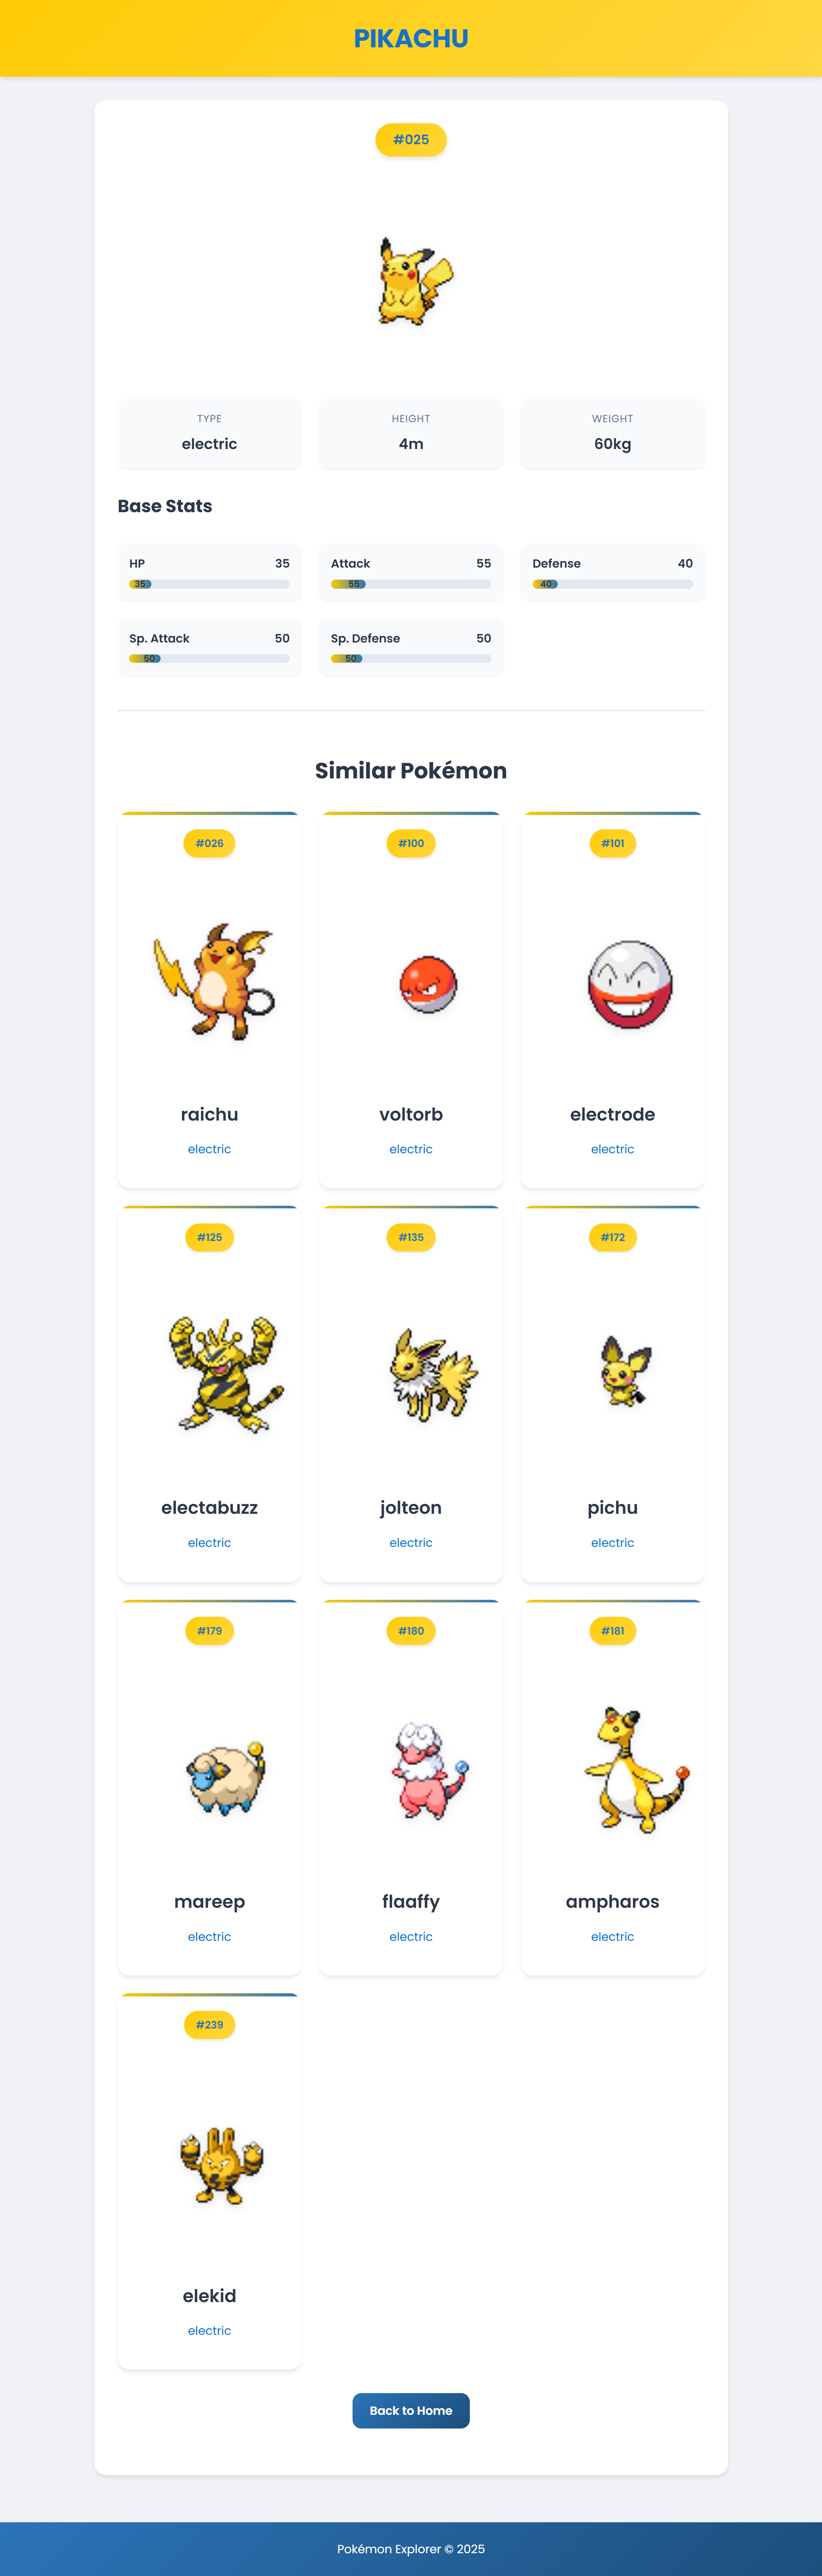 PIKACHU
#025
TYPE
electric
HEIGHT
4m
WEIGHT
60kg
Base Stats
HP 35
35
Attack 55
55
Defense 40
40
Sp. Attack 50
50
Sp. Defense 50
50
Similar Pokémon
#026
raichu
electric
#100
voltorb
electric
#101
electrode
electric
#125
electabuzz
electric
#135
jolteon
electric
#172
pichu
electric
#179
mareep
electric
#180
flaaffy
electric
#181
ampharos
electric
#239
elekid
electric
Back to Home
Pokémon Explorer © 2025